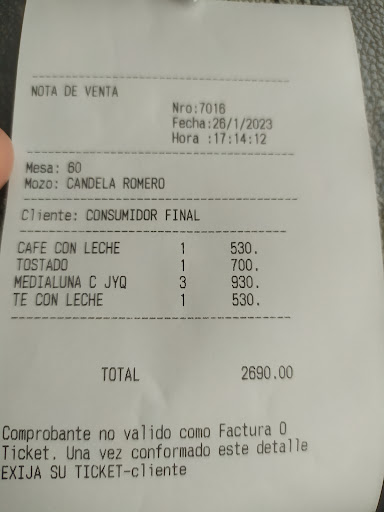 NOTA DE VENTA
Nro:7016
Fecha:26/1/2023
Hora :17:14:12
Mesa: 60
Mozo: CANDELA ROMERO
Cliente: CONSUMIDOR FINAL
CAFE CON LECHE 1 530.
TOSTADO 1 700.
MEDIALUNA C JYQ 3 930.
TE CON LECHE 1 530.
TOTAL 2690.00
Comprobante no valido como Factura O
Ticket. Una vez conformado este detalle
EXIJA SU TICKET-cliente